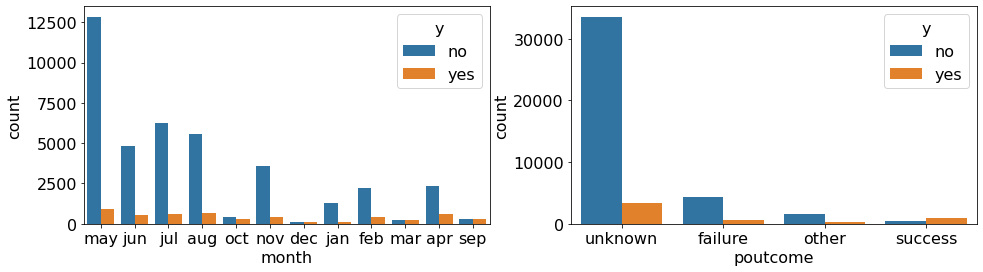 12500
10000
7500
5000
2500
0
count
y
no
yes
may jun jul aug oct nov dec jan feb mar apr sep
month
30000
20000
10000
0
count
y
no
yes
unknown failure other success
poutcome